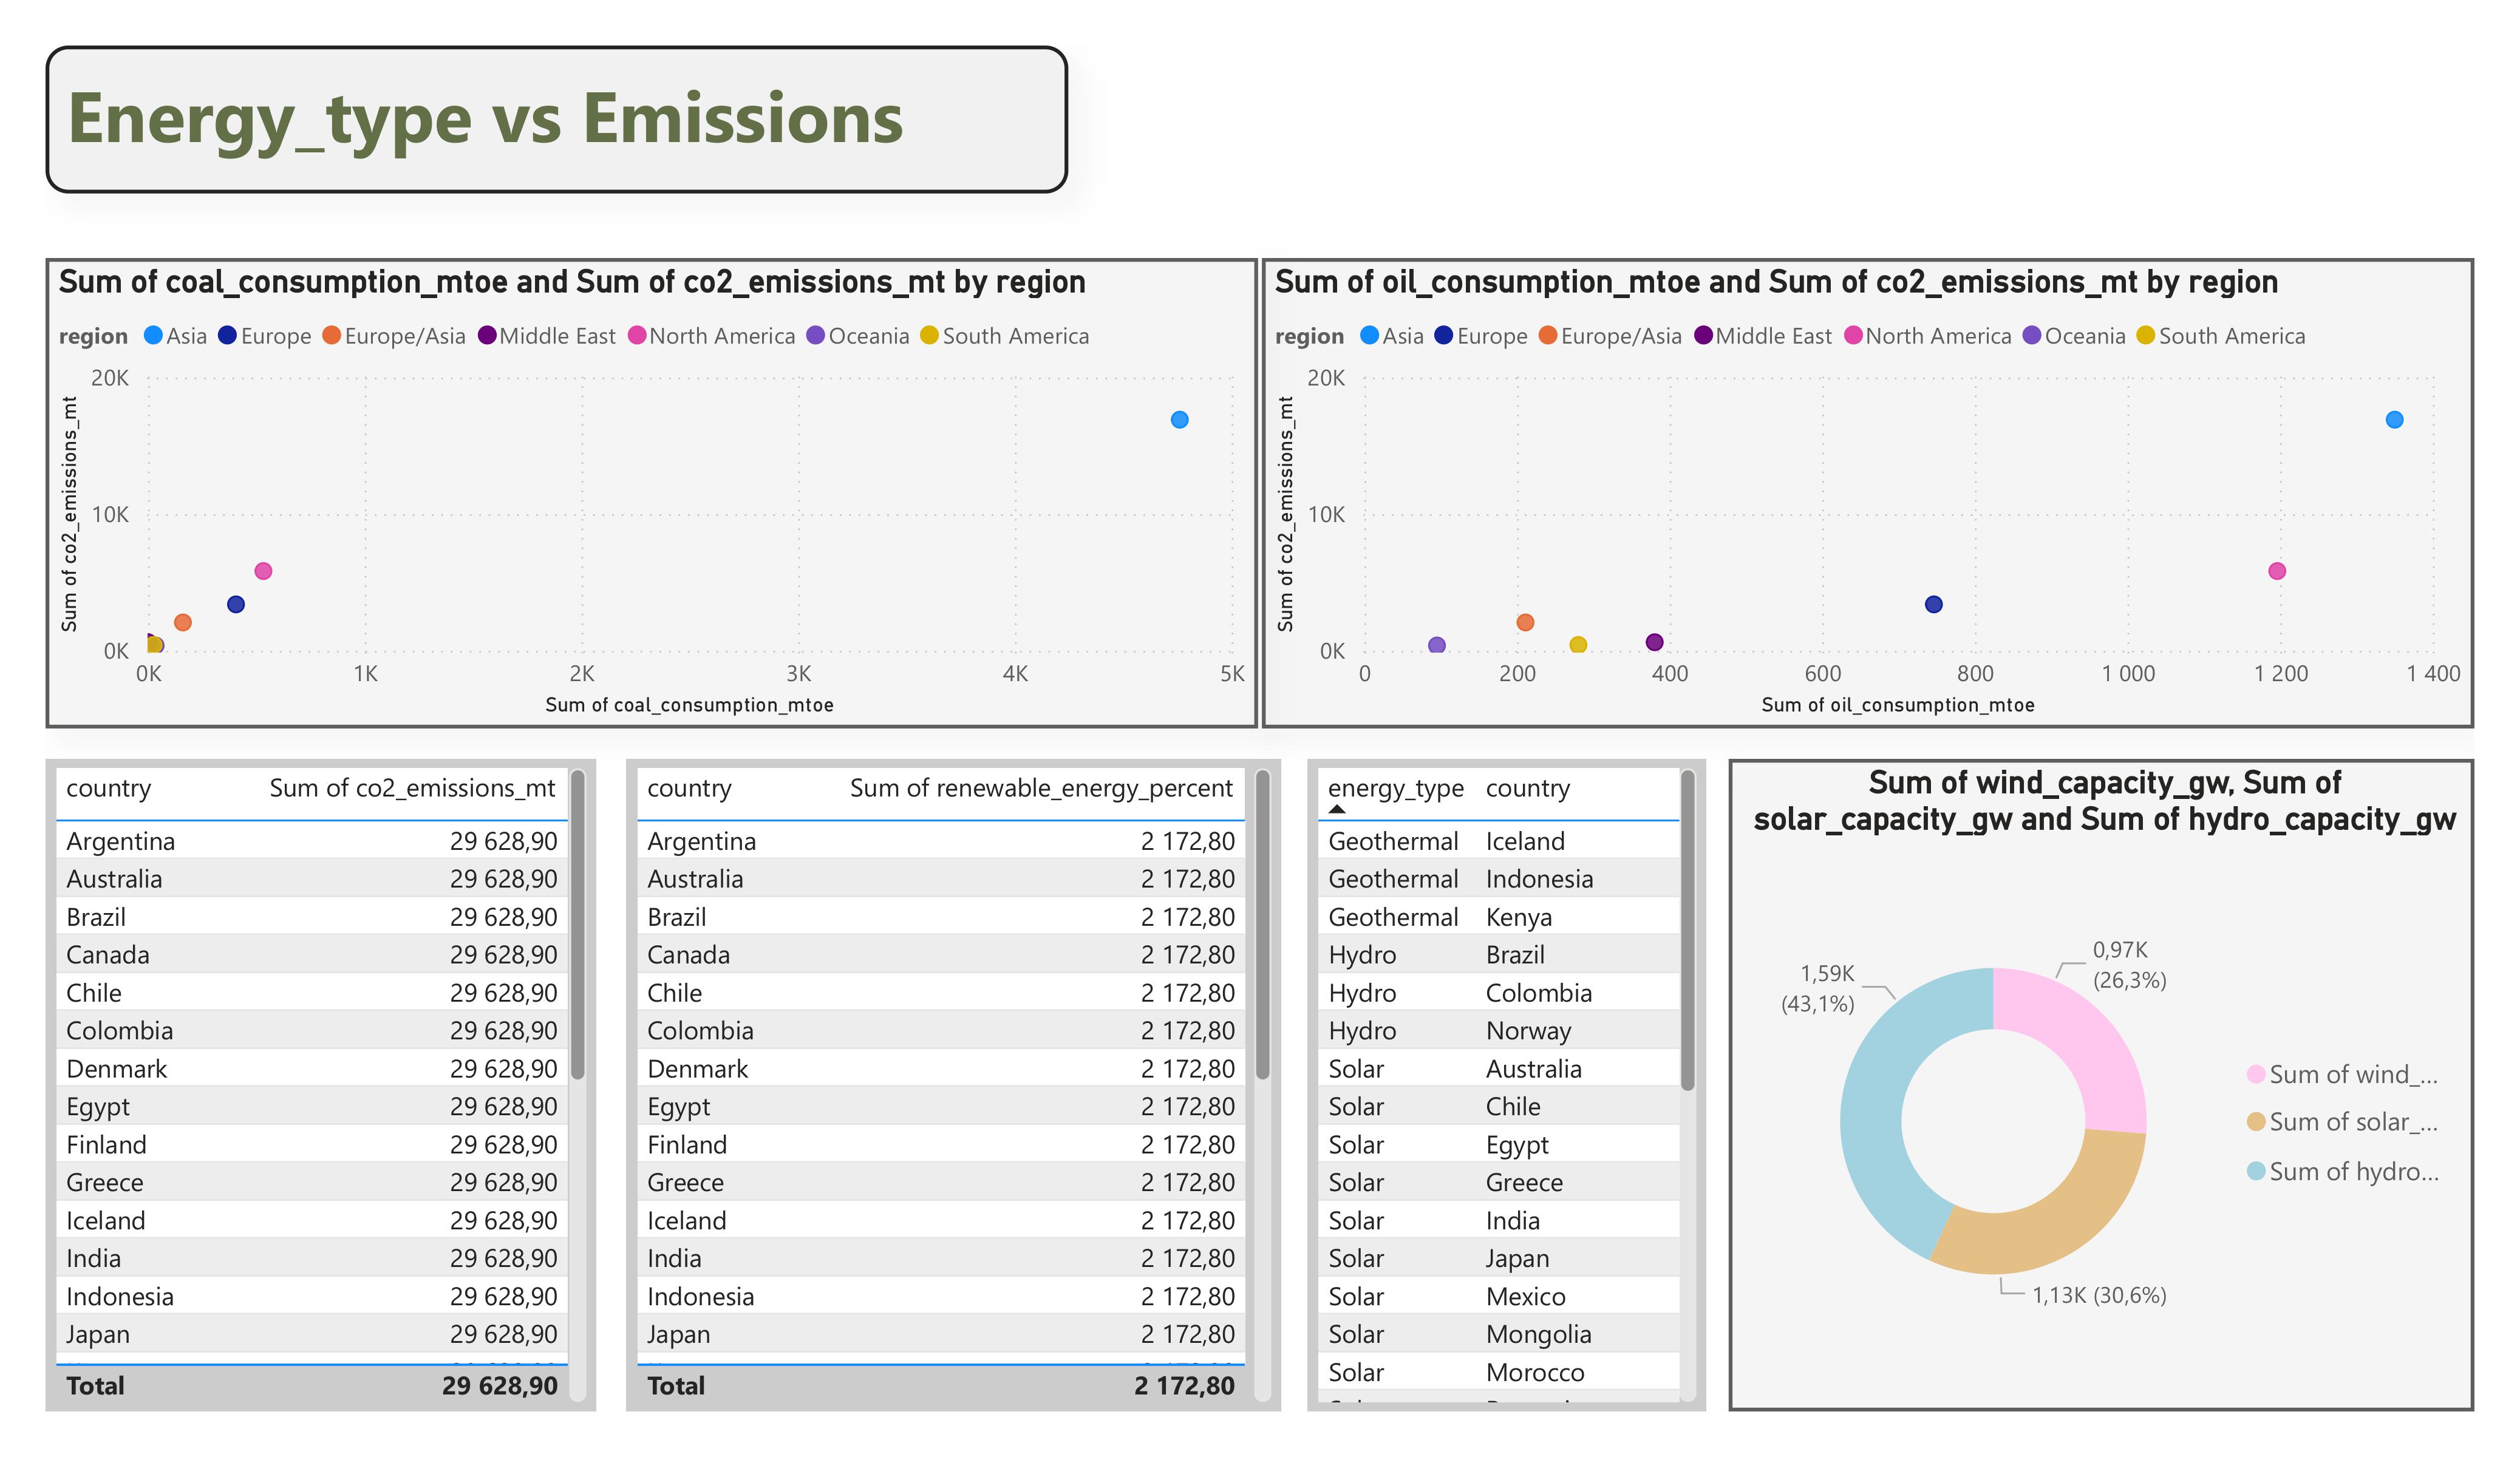 Energy_type vs Emissions
Sum of coal_consumption_mtoe and Sum of co2_emissions_mt by region
region Asia Europe Europe/Asia Middle East North America Oceania South America
20K
10K
0K
Sum of co2_emissions_mt
0K 1K 2K 3K 4K 5K
Sum of coal_consumption_mtoe
Sum of oil_consumption_mtoe and Sum of co2_emissions_mt by region
region Asia Europe Europe/Asia Middle East North America Oceania South America
20K
10K
0K
Sum of co2_emissions_mt
0 200 400 600 800 1 000 1 200 1 400
Sum of oil_consumption_mtoe
country Sum of co2_emissions_mt
Argentina 29 628,90
Australia 29 628,90
Brazil 29 628,90
Canada 29 628,90
Chile 29 628,90
Colombia 29 628,90
Denmark 29 628,90
Egypt 29 628,90
Finland 29 628,90
Greece 29 628,90
Iceland 29 628,90
India 29 628,90
Indonesia 29 628,90
Japan 29 628,90
Total 29 628,90
country Sum of renewable_energy_percent
Argentina 2 172,80
Australia 2 172,80
Brazil 2 172,80
Canada 2 172,80
Chile 2 172,80
Colombia 2 172,80
Denmark 2 172,80
Egypt 2 172,80
Finland 2 172,80
Greece 2 172,80
Iceland 2 172,80
India 2 172,80
Indonesia 2 172,80
Japan 2 172,80
Total 2 172,80
energy_type country
Geothermal Iceland
Geothermal Indonesia
Geothermal Kenya
Hydro Brazil
Hydro Colombia
Hydro Norway
Solar Australia
Solar Chile
Solar Egypt
Solar Greece
Solar India
Solar Japan
Solar Mexico
Solar Mongolia
Solar Morocco
Sum of wind_capacity_gw, Sum of
solar_capacity_gw and Sum of hydro_capacity_gw
0,97K
(26,3%)
1,59K
(43,1%)
1,13K (30,6%)
Sum of wind_...
Sum of solar_...
Sum of hydro...